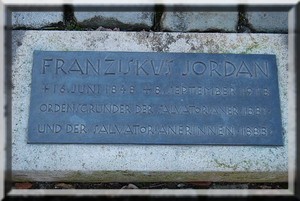 FRANZISKUS JORDAN
* 16. JUNI 1848 + 8. SEPTEMBER 1918
ORDENSGRÜNDER DER SALVATORIANER 1881
UND DER SALVATORIANERINNEN 1888